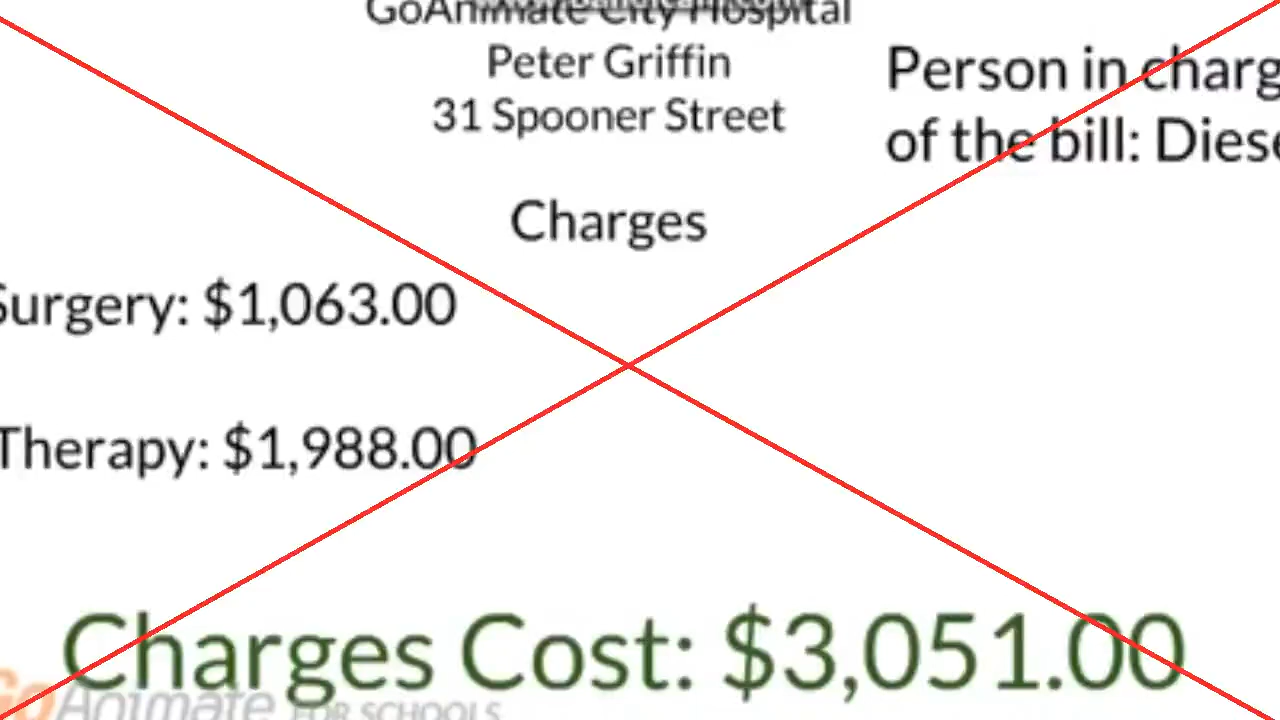 GoAnimate City Hospital
Peter Griffin
31 Spooner Street
Person in charg
of the bill: Diese
Charges
Surgery: $1,063.00
Therapy: $1,988.00
Charges Cost: $3,051.00
GoAnimate FOR SCHOOLS